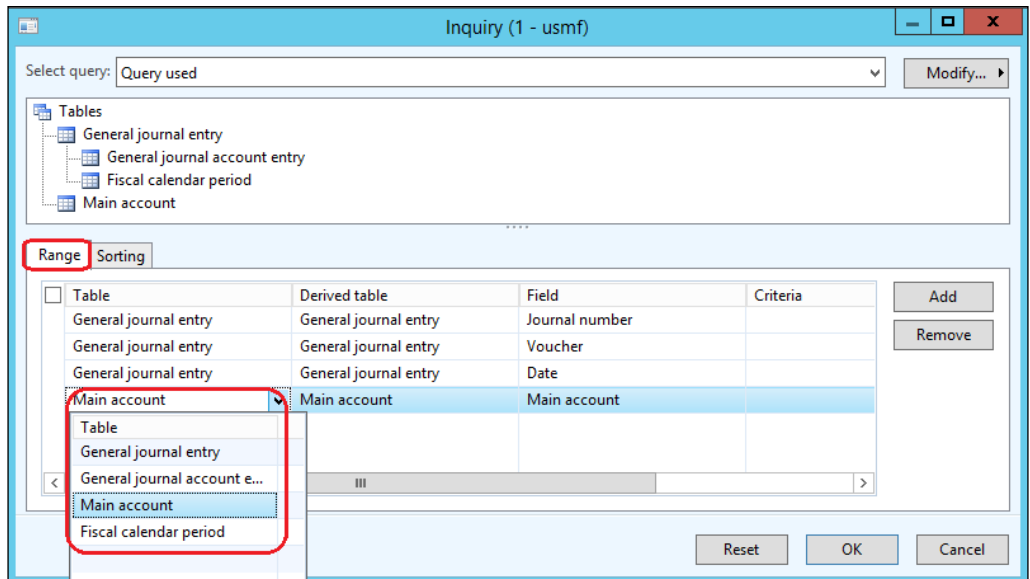 Inquiry (1 - usmf)
Select query: Query used Modify...
Tables
General journal entry
General journal account entry
Fiscal calendar period
Main account
Range Sorting
Table Derived table Field Criteria Add
General journal entry General journal entry Journal number
General journal entry General journal entry Voucher Remove
General journal entry General journal entry Date
Main account Main account Main account
Table
General journal entry
General journal account e...
Main account
Fiscal calendar period
Reset OK Cancel